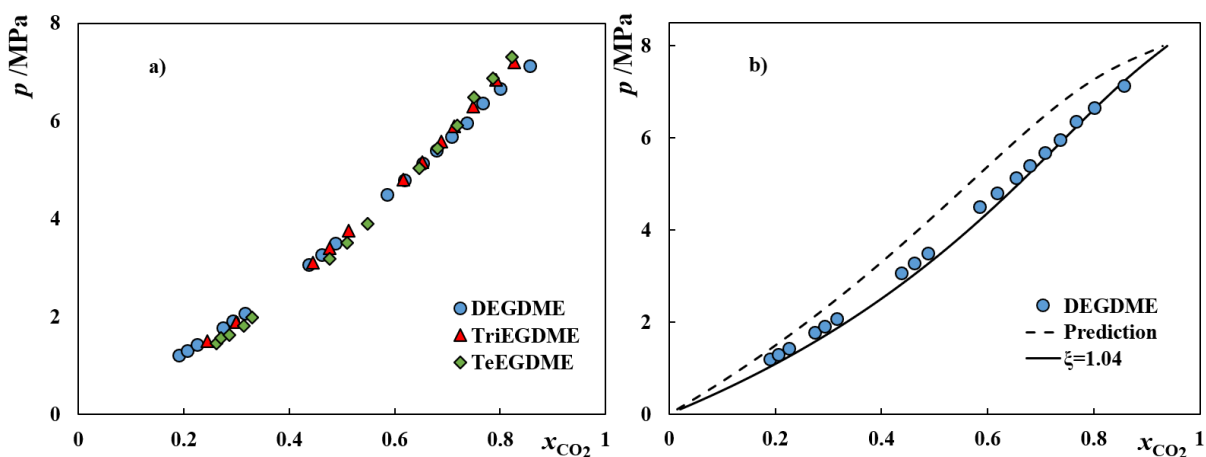 p /MPa
8
6
4
2
0
0
0.2
0.4
0.6
0.8
1
xCO2
a)
DEGDME
TriEGDME
TeEGDME
p /MPa
8
6
4
2
0
0
0.2
0.4
0.6
0.8
1
xCO2
b)
DEGDME
Prediction
ξ=1.04